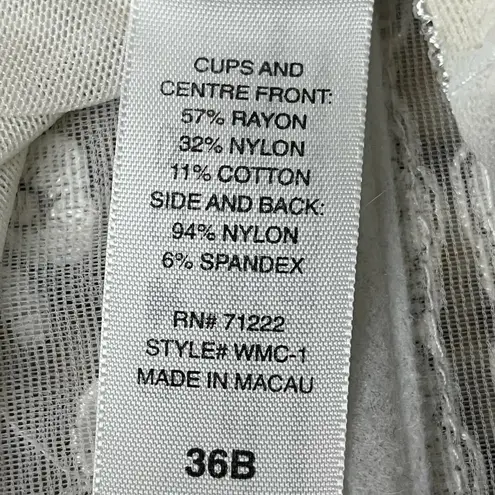 CUPS AND
CENTRE FRONT:
57% RAYON
32% NYLON
11% COTTON
SIDE AND BACK:
94% NYLON
6% SPANDEX
RN# 71222
STYLE# WMC-1
MADE IN MACAU
36B